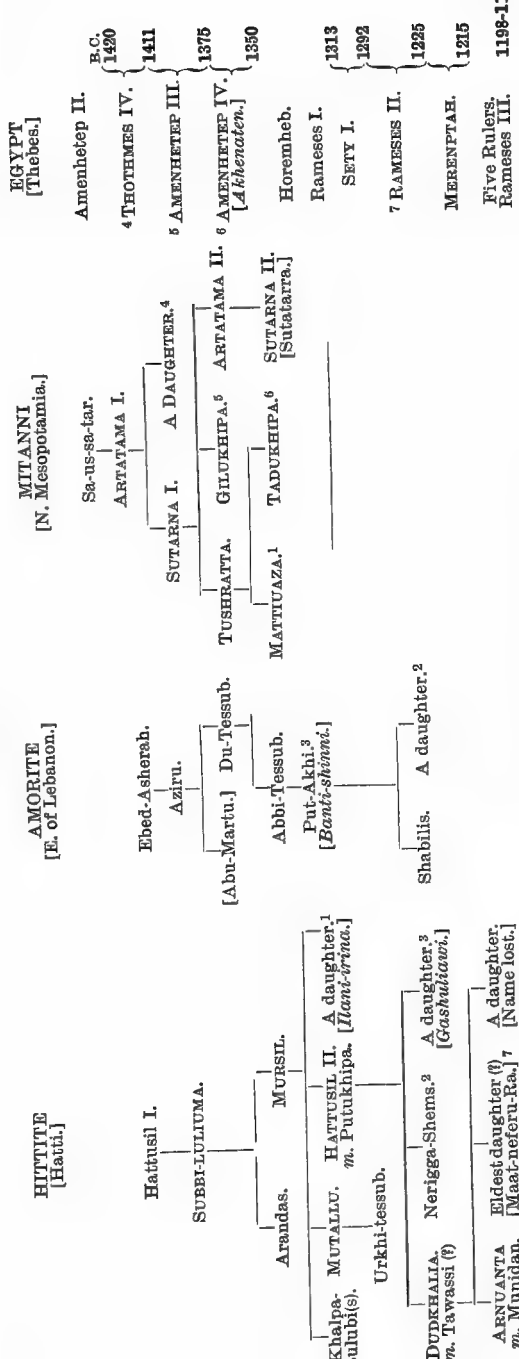 HITTITE
[Hatti.]
Hattusil I.
SUBBI-LULIUMA.
Arandas. MURSIL.
Khalpa- MUTALLU. HATTUSIL II. A daughter.¹
sulubi(s). m. Putukhipa. [Ilani-irina.]
Urkhi-tessub.
DUDKHALIA. Nerigga-Shems.² A daughter.³
m. Tawassi (?) [Gashuliawi.]
ARNUANTA Eldest daughter (?) A daughter.
m. Munidan. [Maat-neferu-Ra.]⁷ [Name lost.]
AMORITE
[E. of Lebanon.]
Ebed-Asherah.
Aziru.
[Abu-Martu.] Du-Tessub.
Abbi-Tessub.
Put-Akhi.³
[Banti-shinni.]
Shabilis. A daughter.²
MITANNI
[N. Mesopotamia.]
Sa-us-sa-tar.
ARTATAMA I.
SUTARNA I. A DAUGHTER.⁴
TUSHRATTA. GILUKHIPA.⁵ ARTATAMA II.
MATTIUAZA.¹ TADUKHIPA.⁶ SUTARNA II.
[Sutatarra.]
EGYPT
[Thebes.]
B.C.
Amenhetep II. 1420
⁴ THOTHMES IV. 1411
⁵ AMENHETEP III. 1375
⁶ AMENHETEP IV. 1350
[Akhenaten.]
Horemheb.
Rameses I. 1313
SETY I. 1292
⁷ RAMESES II. 1225
MERENPTAH. 1215
Five Rulers.
Rameses III. 1198-